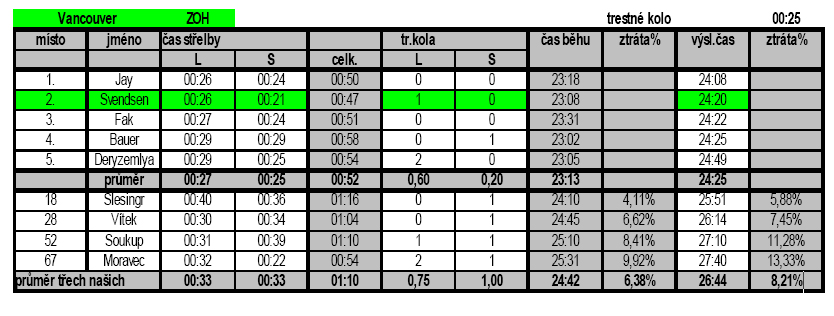 Vancouver ZOH trestné kolo 00:25
místo jméno čas střelby tr.kola čas běhu ztráta% výsl.čas ztráta%
L S celk. L S
1. Jay 00:26 00:24 00:50 0 0 23:18 24:08
2. Svendsen 00:26 00:21 00:47 1 0 23:08 24:20
3. Fak 00:27 00:24 00:51 0 0 23:31 24:22
4. Bauer 00:29 00:29 00:58 0 1 23:02 24:25
5. Deryzemlya 00:29 00:25 00:54 2 0 23:05 24:49
průměr 00:27 00:25 00:52 0,60 0,20 23:13 24:25
18 Slesingr 00:40 00:36 01:16 0 1 24:10 4,11% 25:51 5,88%
28 Vítek 00:30 00:34 01:04 0 1 24:45 6,62% 26:14 7,45%
52 Soukup 00:31 00:39 01:10 1 1 25:10 8,41% 27:10 11,28%
67 Moravec 00:32 00:22 00:54 2 1 25:31 9,92% 27:40 13,33%
průměr třech našich 00:33 00:33 01:10 0,75 1,00 24:42 6,38% 26:44 8,21%